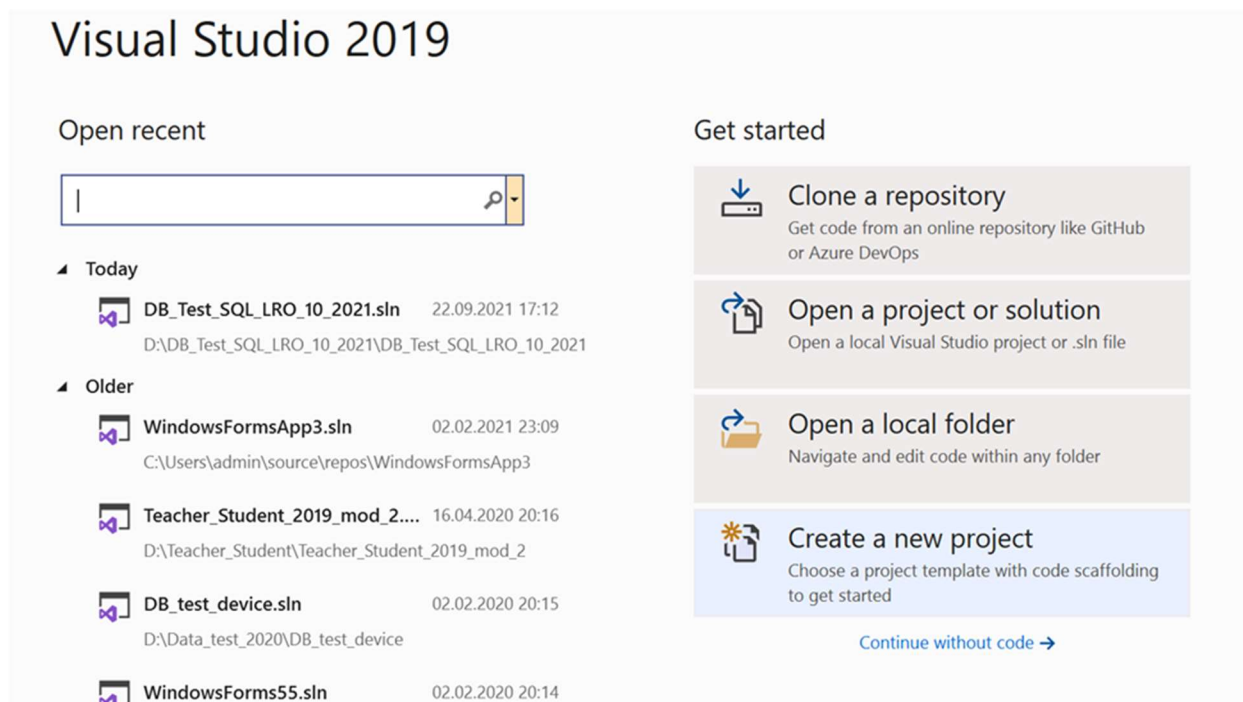 Visual Studio 2019
Open recent
Today
DB_Test_SQL_LRO_10_2021.sln 22.09.2021 17:12
D:\DB_Test_SQL_LRO_10_2021\DB_Test_SQL_LRO_10_2021
Older
WindowsFormsApp3.sln 02.02.2021 23:09
C:\Users\admin\source\repos\WindowsFormsApp3
Teacher_Student_2019_mod_2.... 16.04.2020 20:16
D:\Teacher_Student\Teacher_Student_2019_mod_2
DB_test_device.sln 02.02.2020 20:15
D:\Data_test_2020\DB_test_device
WindowsForms55.sln 02.02.2020 20:14
Get started
Clone a repository
Get code from an online repository like GitHub
or Azure DevOps
Open a project or solution
Open a local Visual Studio project or .sln file
Open a local folder
Navigate and edit code within any folder
Create a new project
Choose a project template with code scaffolding
to get started
Continue without code →